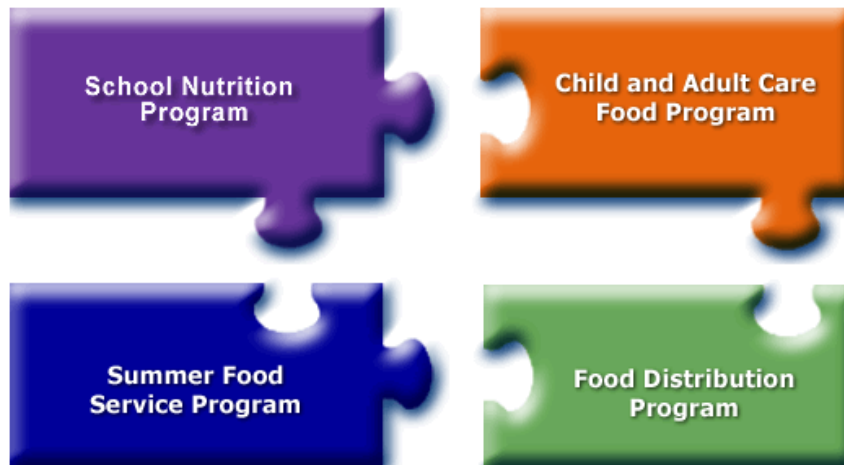 School Nutrition
Program
Child and Adult Care
Food Program
Summer Food
Service Program
Food Distribution
Program